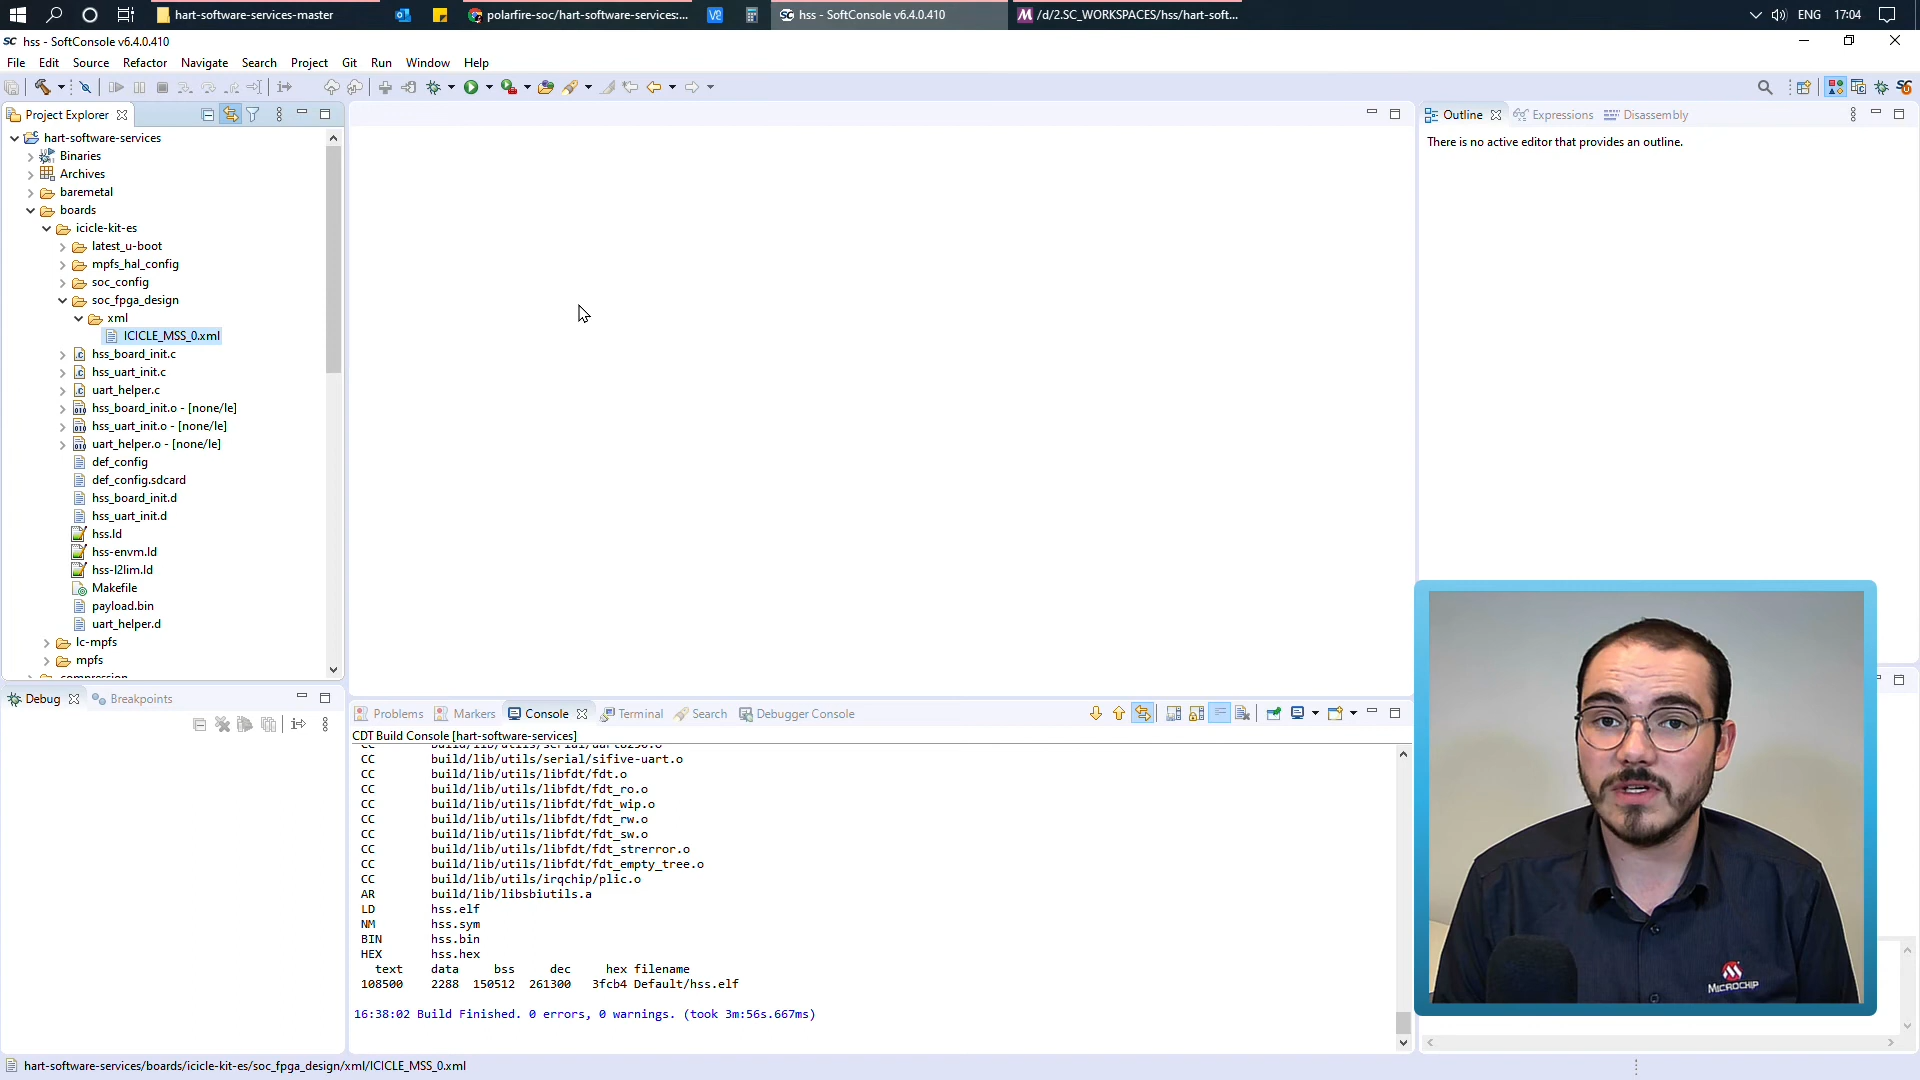 hart-software-services-master
polarfire-soc/hart-software-services:...
hss - SoftConsole v6.4.0.410
/d/2.SC_WORKSPACES/hss/hart-soft...
ENG
17:04
SC hss - SoftConsole v6.4.0.410
File Edit Source Refactor Navigate Search Project Git Run Window Help
Project Explorer
hart-software-services
Binaries
Archives
baremetal
boards
icicle-kit-es
latest_u-boot
mpfs_hal_config
soc_config
soc_fpga_design
xml
ICICLE_MSS_0.xml
hss_board_init.c
hss_uart_init.c
uart_helper.c
hss_board_init.o - [none/le]
hss_uart_init.o - [none/le]
uart_helper.o - [none/le]
def_config
def_config.sdcard
hss_board_init.d
hss_uart_init.d
hss.ld
hss-envm.ld
hss-l2lim.ld
Makefile
payload.bin
uart_helper.d
lc-mpfs
mpfs
compression
Outline Expressions Disassembly
There is no active editor that provides an outline.
Debug Breakpoints
Problems Markers Console Terminal Search Debugger Console
CDT Build Console [hart-software-services]
CC build/lib/utils/serial/uart8250.o
CC build/lib/utils/serial/sifive-uart.o
CC build/lib/utils/libfdt/fdt.o
CC build/lib/utils/libfdt/fdt_ro.o
CC build/lib/utils/libfdt/fdt_wip.o
CC build/lib/utils/libfdt/fdt_rw.o
CC build/lib/utils/libfdt/fdt_sw.o
CC build/lib/utils/libfdt/fdt_strerror.o
CC build/lib/utils/libfdt/fdt_empty_tree.o
CC build/lib/utils/irqchip/plic.o
AR build/lib/libsbiutils.a
LD hss.elf
NM hss.sym
BIN hss.bin
HEX hss.hex
text data bss dec hex filename
108500 2288 150512 261300 3fcb4 Default/hss.elf
16:38:02 Build Finished. 0 errors, 0 warnings. (took 3m:56s.667ms)
MICROCHIP
hart-software-services/boards/icicle-kit-es/soc_fpga_design/xml/ICICLE_MSS_0.xml